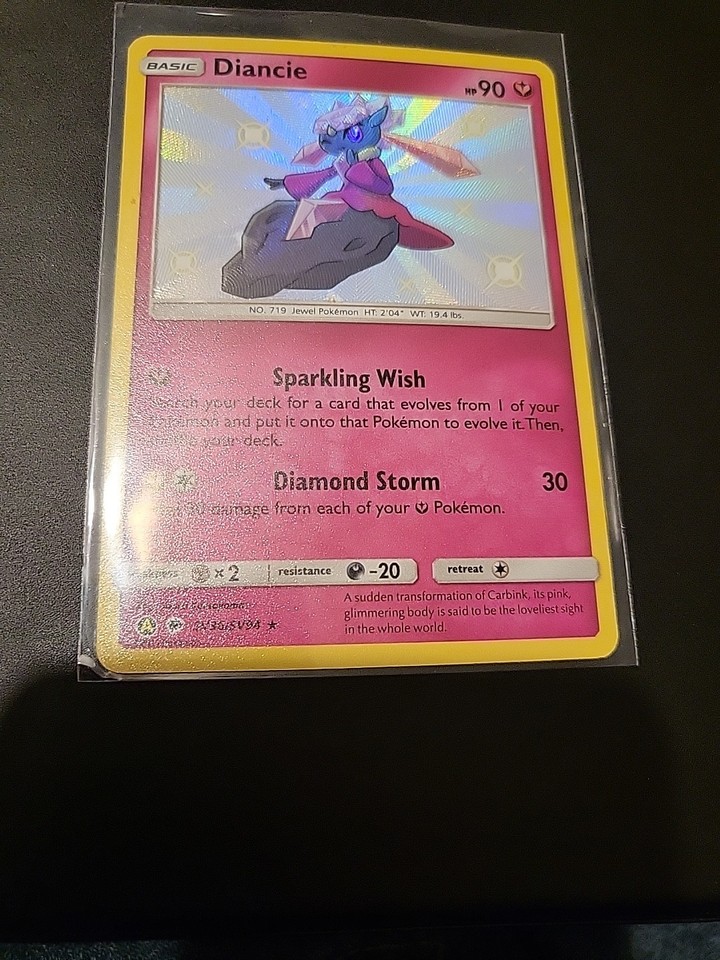 BASIC Diancie HP 90
NO. 719 Jewel Pokémon HT: 2'04" WT: 19.4 lbs.
Sparkling Wish
your deck for a card that evolves from 1 of your
and put it onto that Pokémon to evolve it. Then,
your deck.
Diamond Storm 30
damage from each of your Pokémon.
×2 resistance -20 retreat
A sudden transformation of Carbink, its pink,
glimmering body is said to be the loveliest sight
in the whole world.